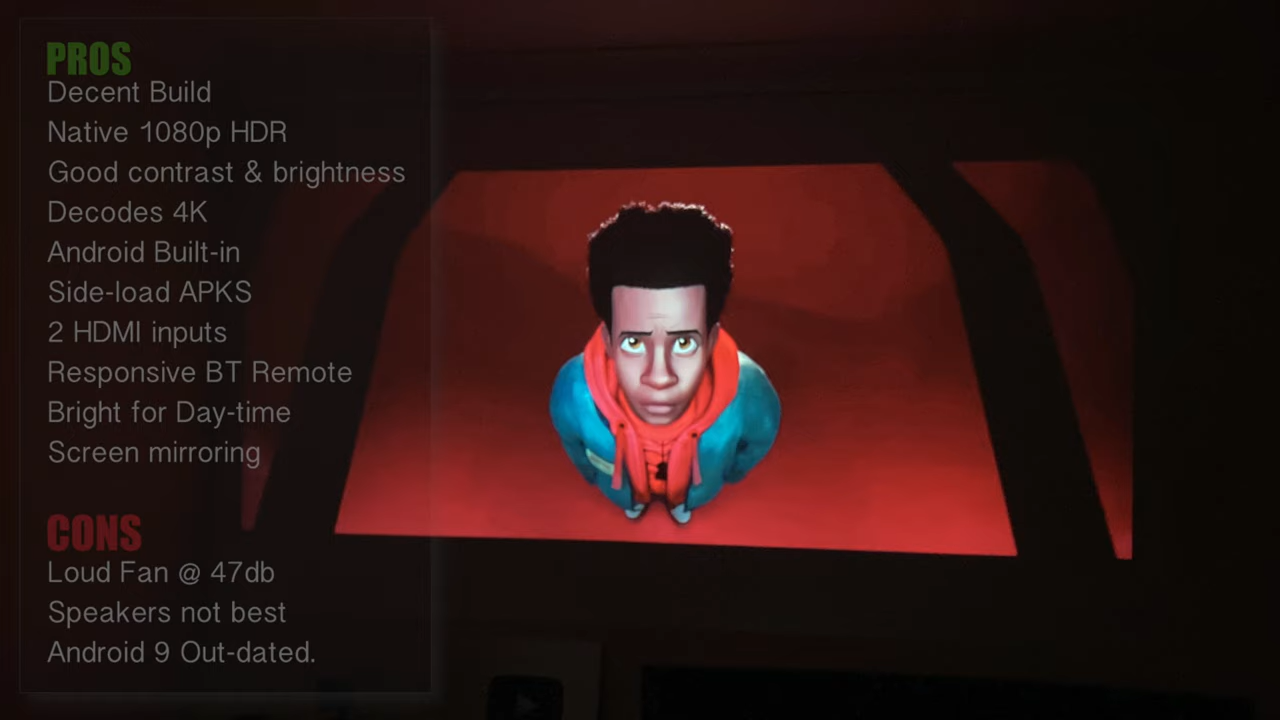 PROS
Decent Build
Native 1080p HDR
Good contrast & brightness
Decodes 4K
Android Built-in
Side-load APKS
2 HDMI inputs
Responsive BT Remote
Bright for Day-time
Screen mirroring
CONS
Loud Fan @ 47db
Speakers not best
Android 9 Out-dated.